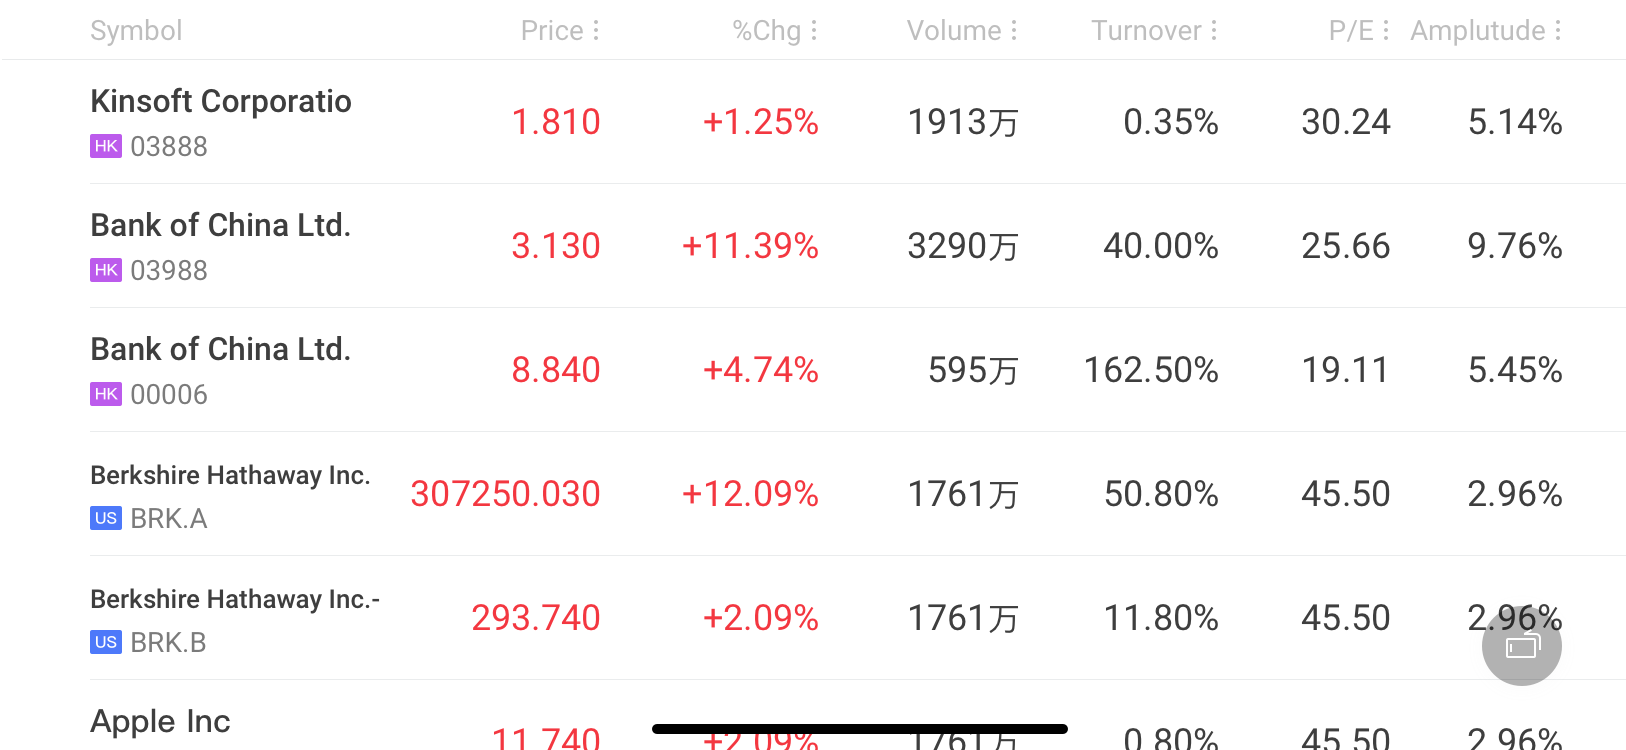 Symbol Price %Chg Volume Turnover P/E Amplutude
Kinsoft Corporatio
HK 03888
1.810 +1.25% 1913万 0.35% 30.24 5.14%
Bank of China Ltd.
HK 03988
3.130 +11.39% 3290万 40.00% 25.66 9.76%
Bank of China Ltd.
HK 00006
8.840 +4.74% 595万 162.50% 19.11 5.45%
Berkshire Hathaway Inc.
US BRK.A
307250.030 +12.09% 1761万 50.80% 45.50 2.96%
Berkshire Hathaway Inc.-
US BRK.B
293.740 +2.09% 1761万 11.80% 45.50 2.96%
Apple Inc
11.740 +2.09% 1761万 0.80% 45.50 2.96%